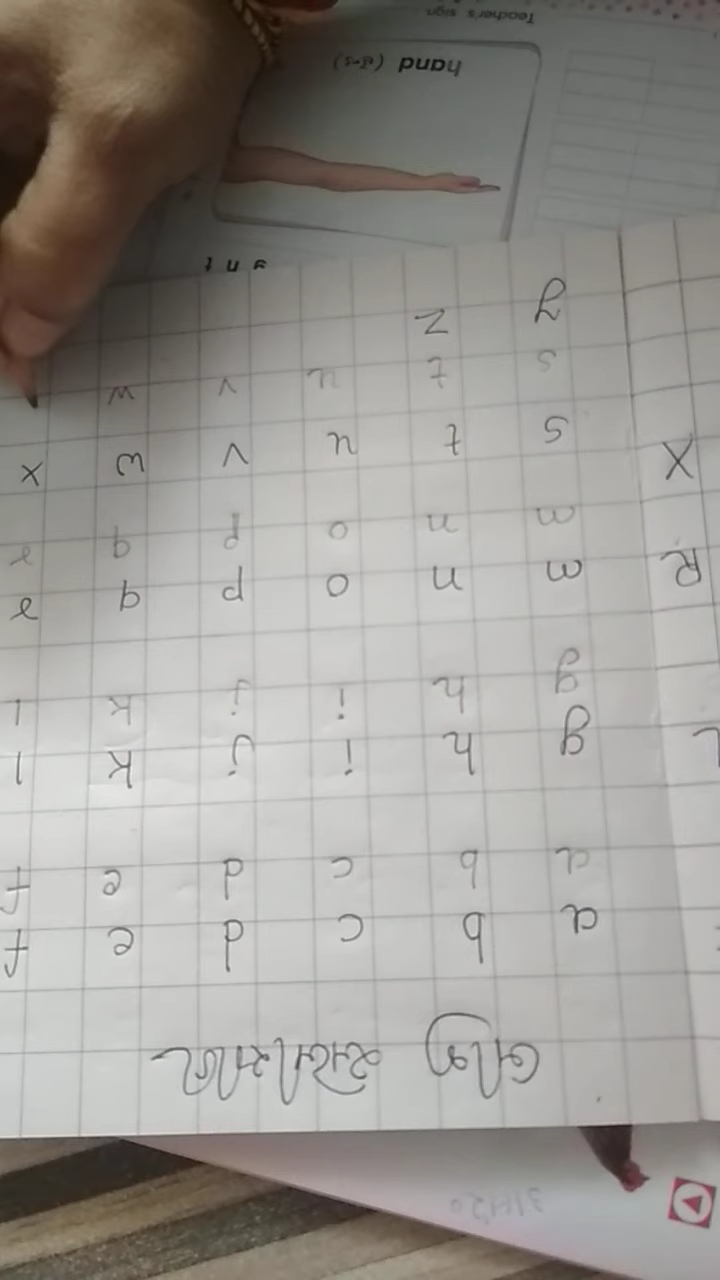 a b c d e f
a b c d e f
L g h i j k l
g h i j k l
R m n o p q r
m n o p q r
X s t u v w x
s t u v w
y z
hand
Teacher's sign